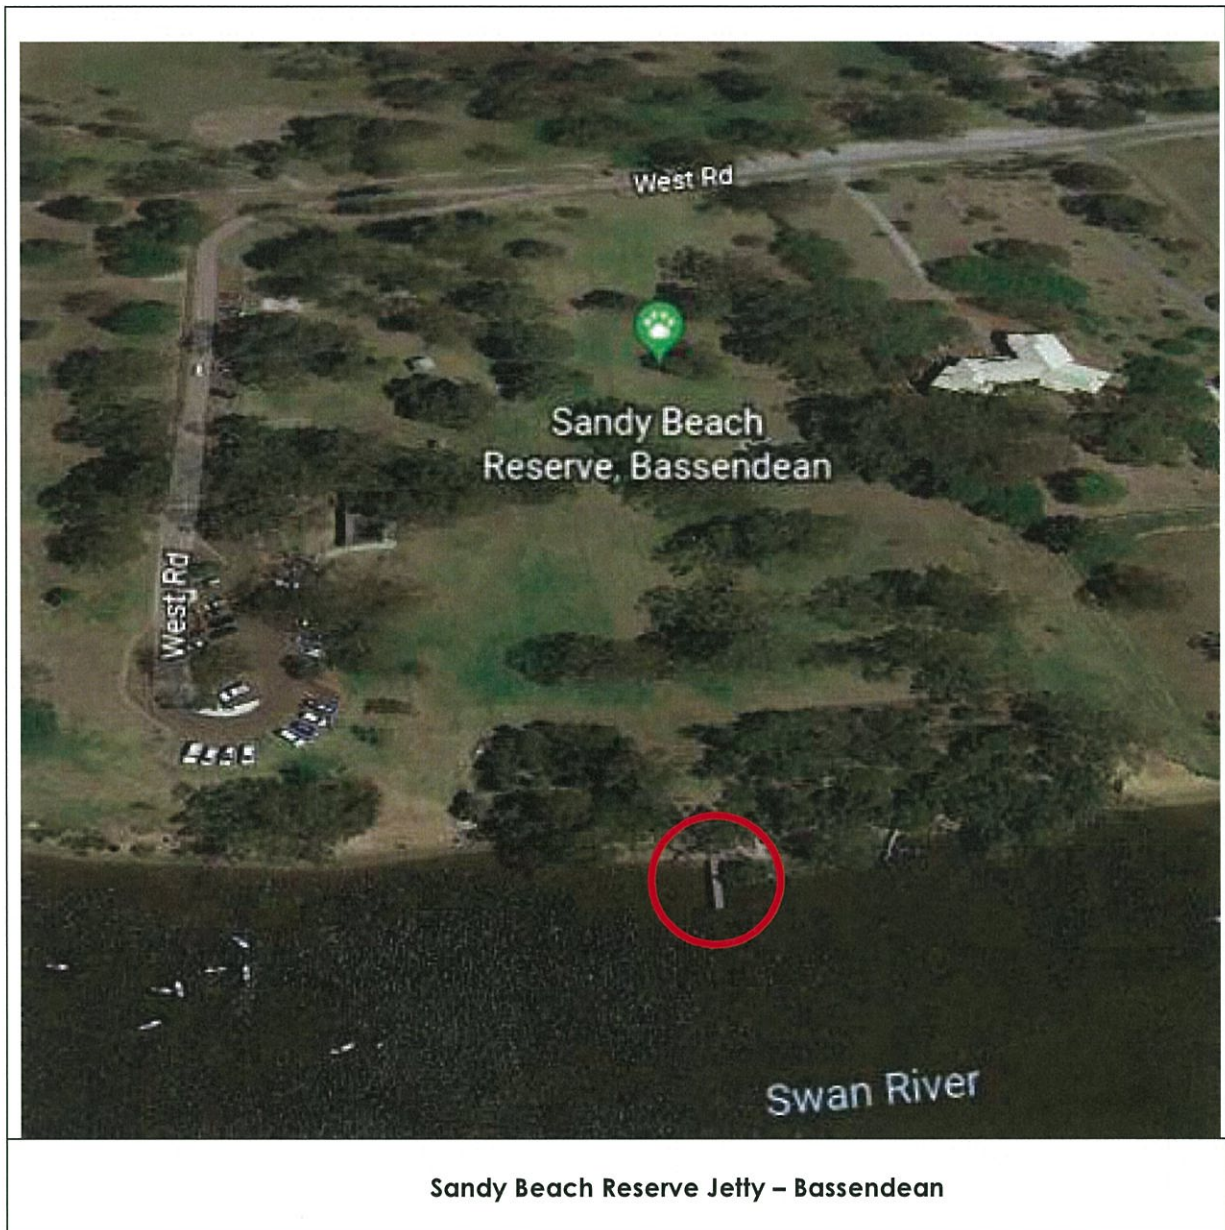 West Rd
Sandy Beach
Reserve, Bassendean
West Rd
Swan River
Sandy Beach Reserve Jetty – Bassendean